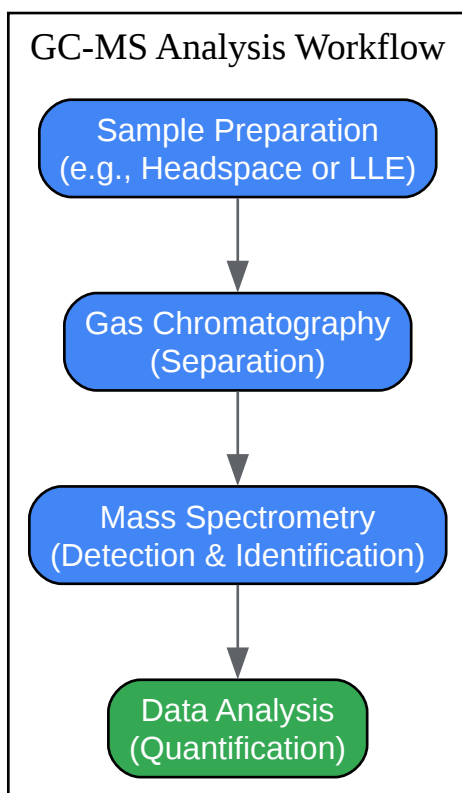 GC-MS Analysis Workflow
Sample Preparation
(e.g., Headspace or LLE)
Gas Chromatography
(Separation)
Mass Spectrometry
(Detection & Identification)
Data Analysis
(Quantification)